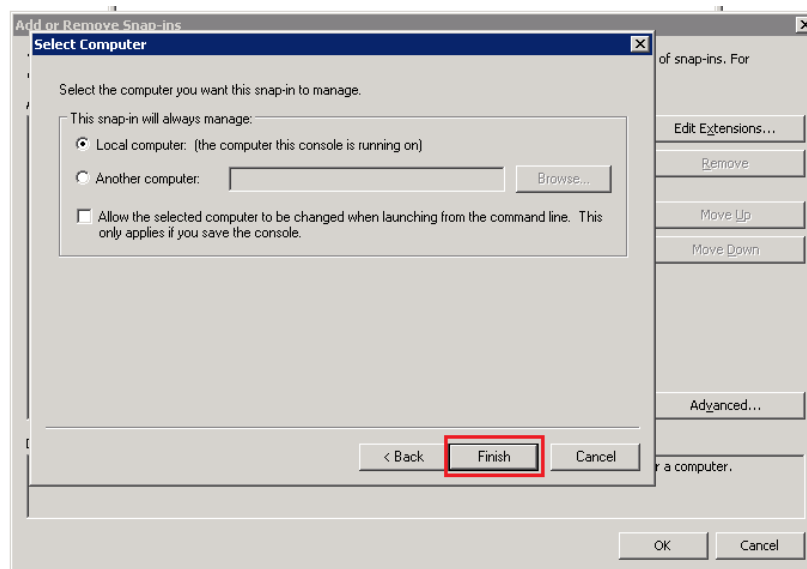 Add or Remove Snap-ins
Select Computer
of snap-ins. For
Select the computer you want this snap-in to manage.
This snap-in will always manage:
Local computer: (the computer this console is running on)
Another computer:
Browse...
Allow the selected computer to be changed when launching from the command line. This
only applies if you save the console.
Edit Extensions...
Remove
Move Up
Move Down
Advanced...
< Back
Finish
Cancel
r a computer.
OK
Cancel